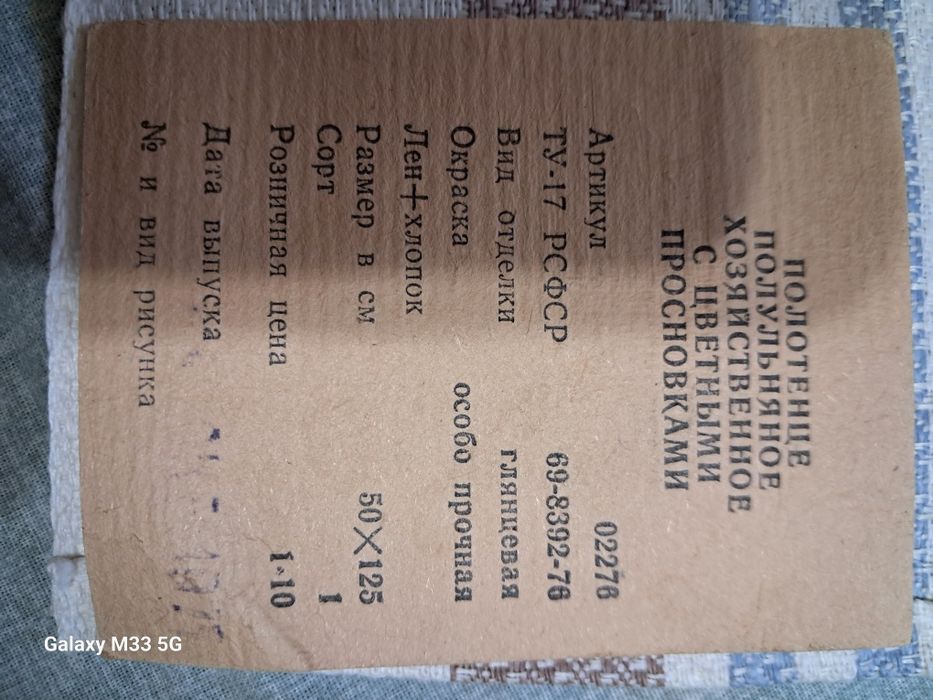 ПОЛОТЕНЦЕ
ПОЛУЛЬНЯНОЕ
ХОЗЯЙСТВЕННОЕ
С ЦВЕТНЫМИ
ПРОСНОВКАМИ
Артикул 02276
ТУ-17 РСФСР 69-8392-76
Вид отделки глянцевая
Окраска особо прочная
Лен+хлопок
Размер в см 50×125
Сорт 1
Розничная цена 1·10
Дата выпуска
№ и вид рисунка
Galaxy M33 5G